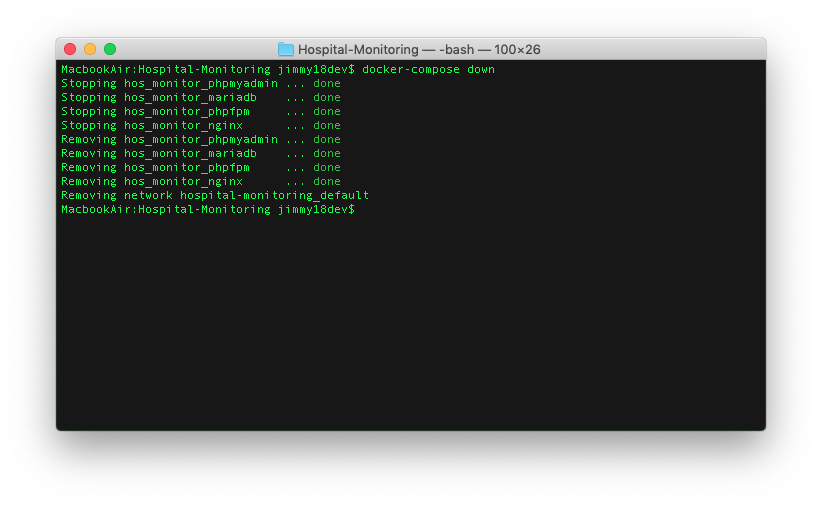 Hospital-Monitoring — -bash — 100×26
MacbookAir:Hospital-Monitoring jimmy18dev$ docker-compose down
Stopping hos_monitor_phpmyadmin ... done
Stopping hos_monitor_mariadb    ... done
Stopping hos_monitor_phpfpm     ... done
Stopping hos_monitor_nginx      ... done
Removing hos_monitor_phpmyadmin ... done
Removing hos_monitor_mariadb    ... done
Removing hos_monitor_phpfpm     ... done
Removing hos_monitor_nginx      ... done
Removing network hospital-monitoring_default
MacbookAir:Hospital-Monitoring jimmy18dev$